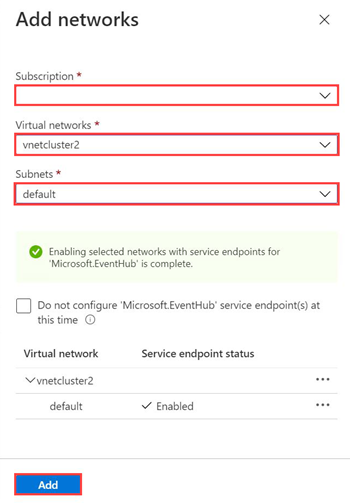 Add networks
Subscription *
Virtual networks *
vnetcluster2
Subnets *
default
Enabling selected networks with service endpoints for
'Microsoft.EventHub' is complete.
Do not configure 'Microsoft.EventHub' service endpoint(s) at
this time
Virtual network Service endpoint status
vnetcluster2
default Enabled
Add